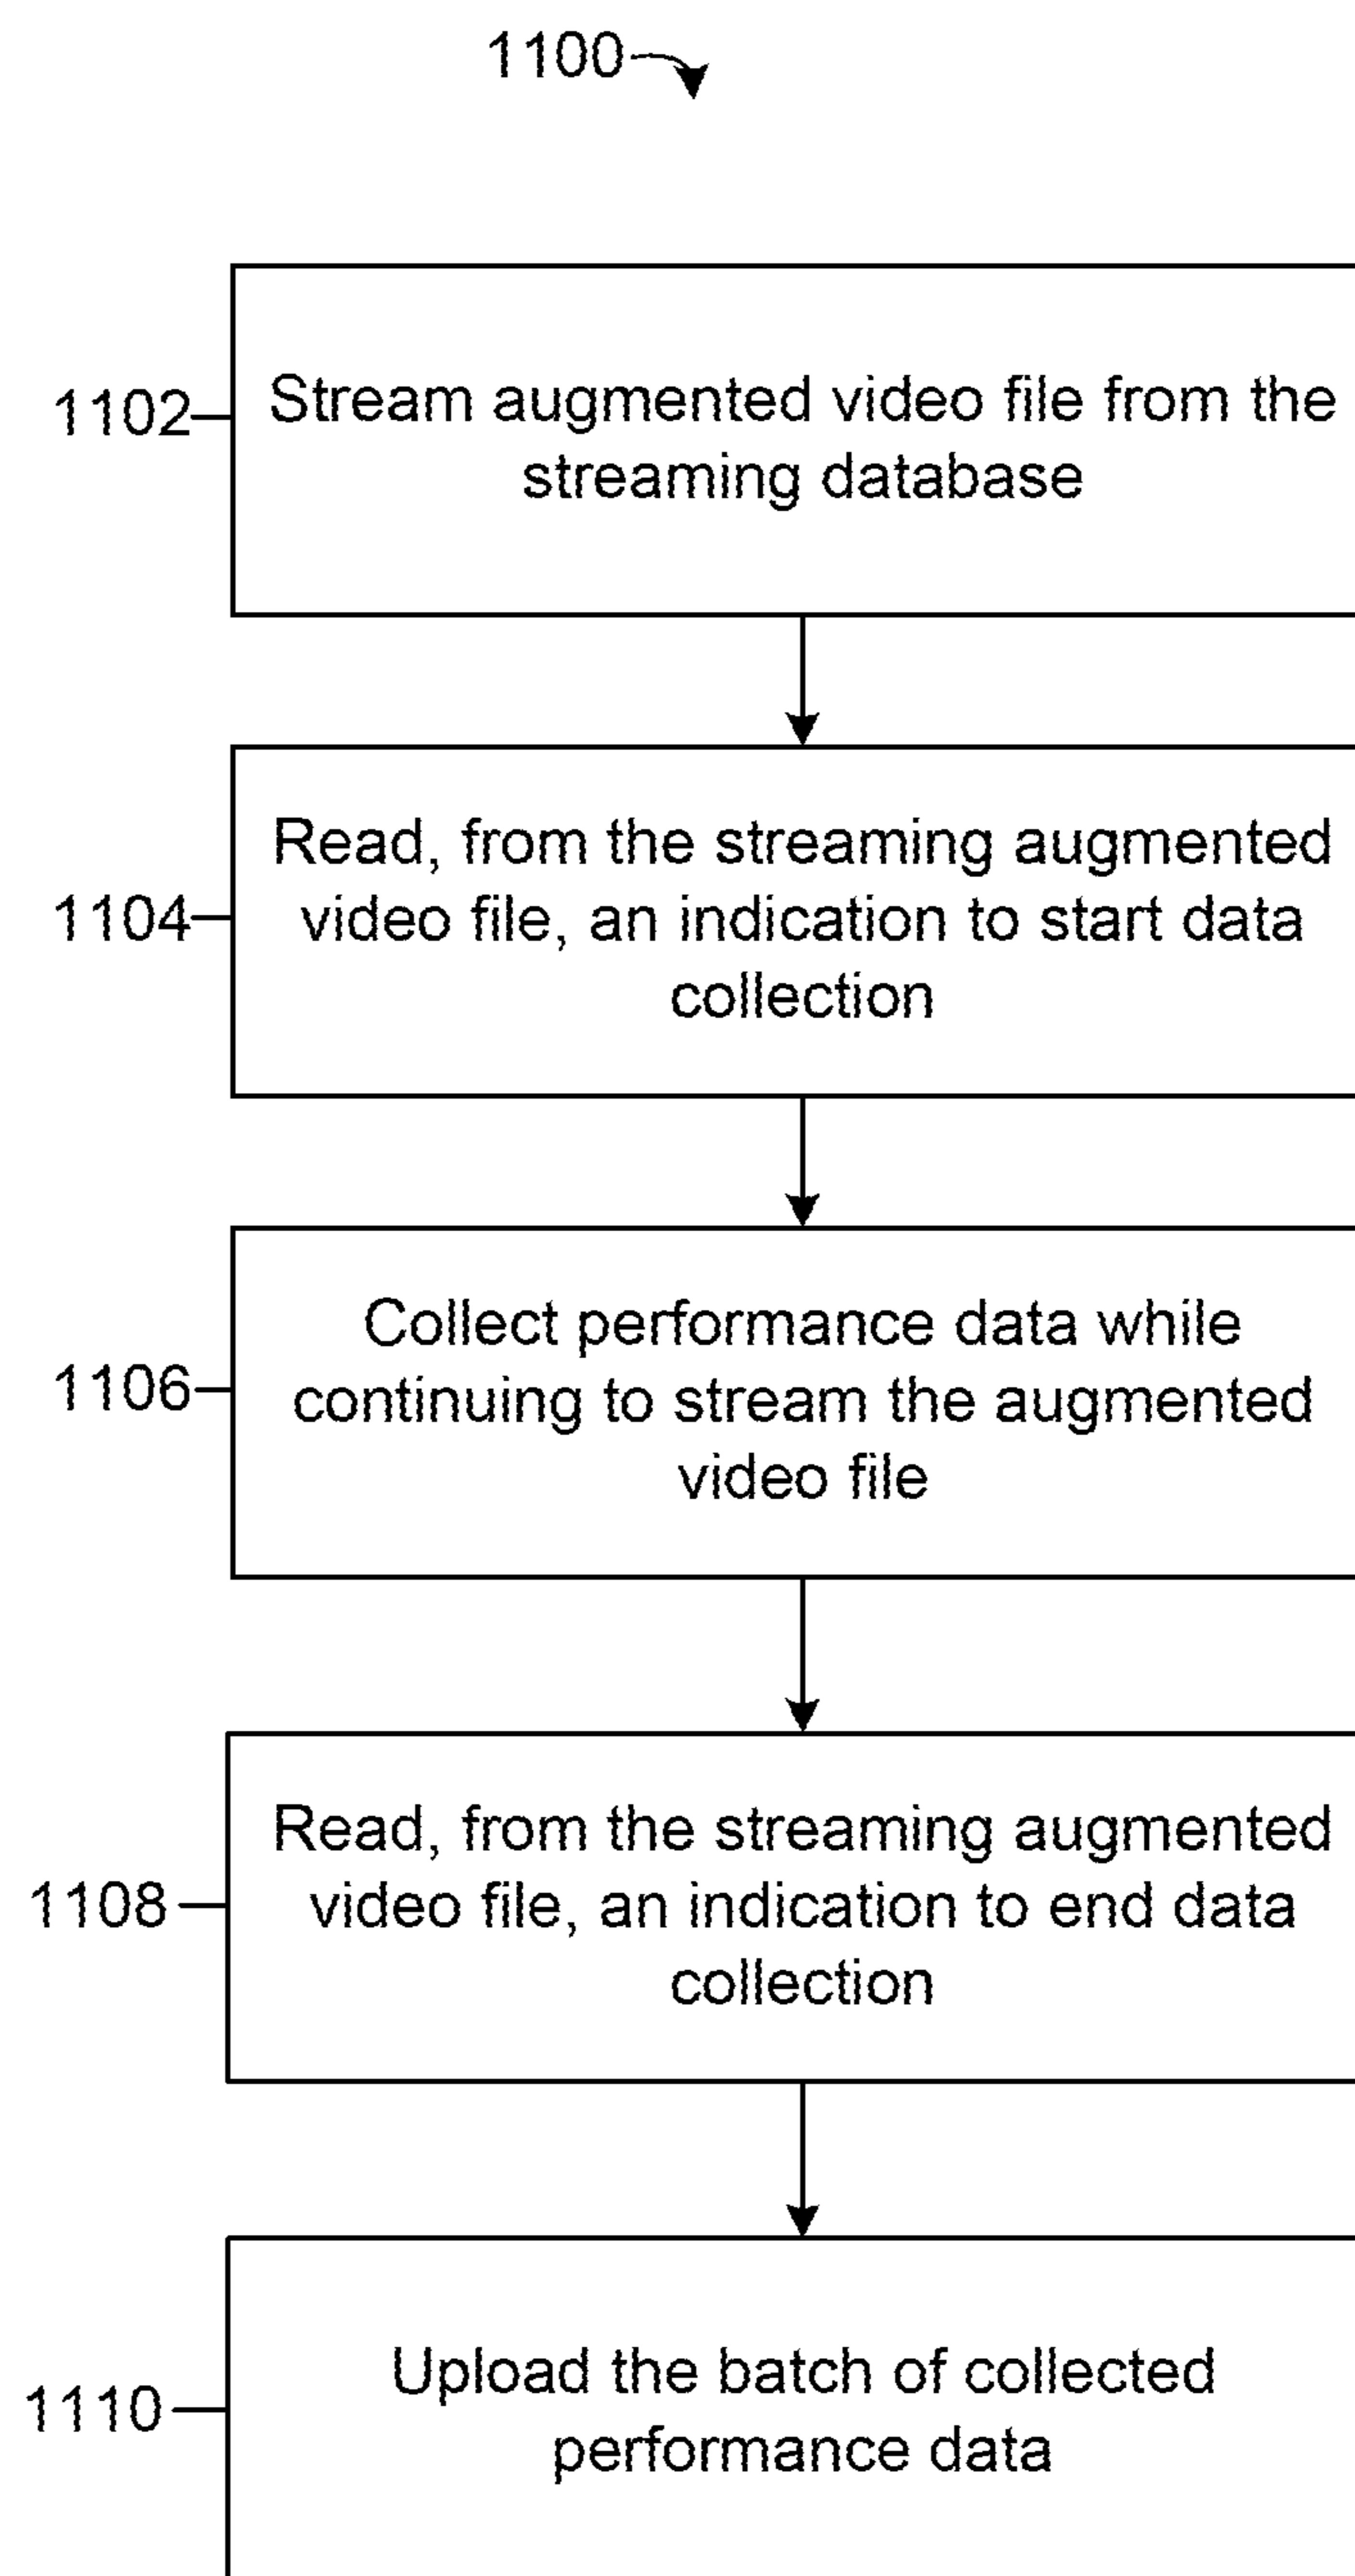 1100
1102
Stream augmented video file from the
streaming database
1104
Read, from the streaming augmented
video file, an indication to start data
collection
1106
Collect performance data while
continuing to stream the augmented
video file
1108
Read, from the streaming augmented
video file, an indication to end data
collection
1110
Upload the batch of collected
performance data